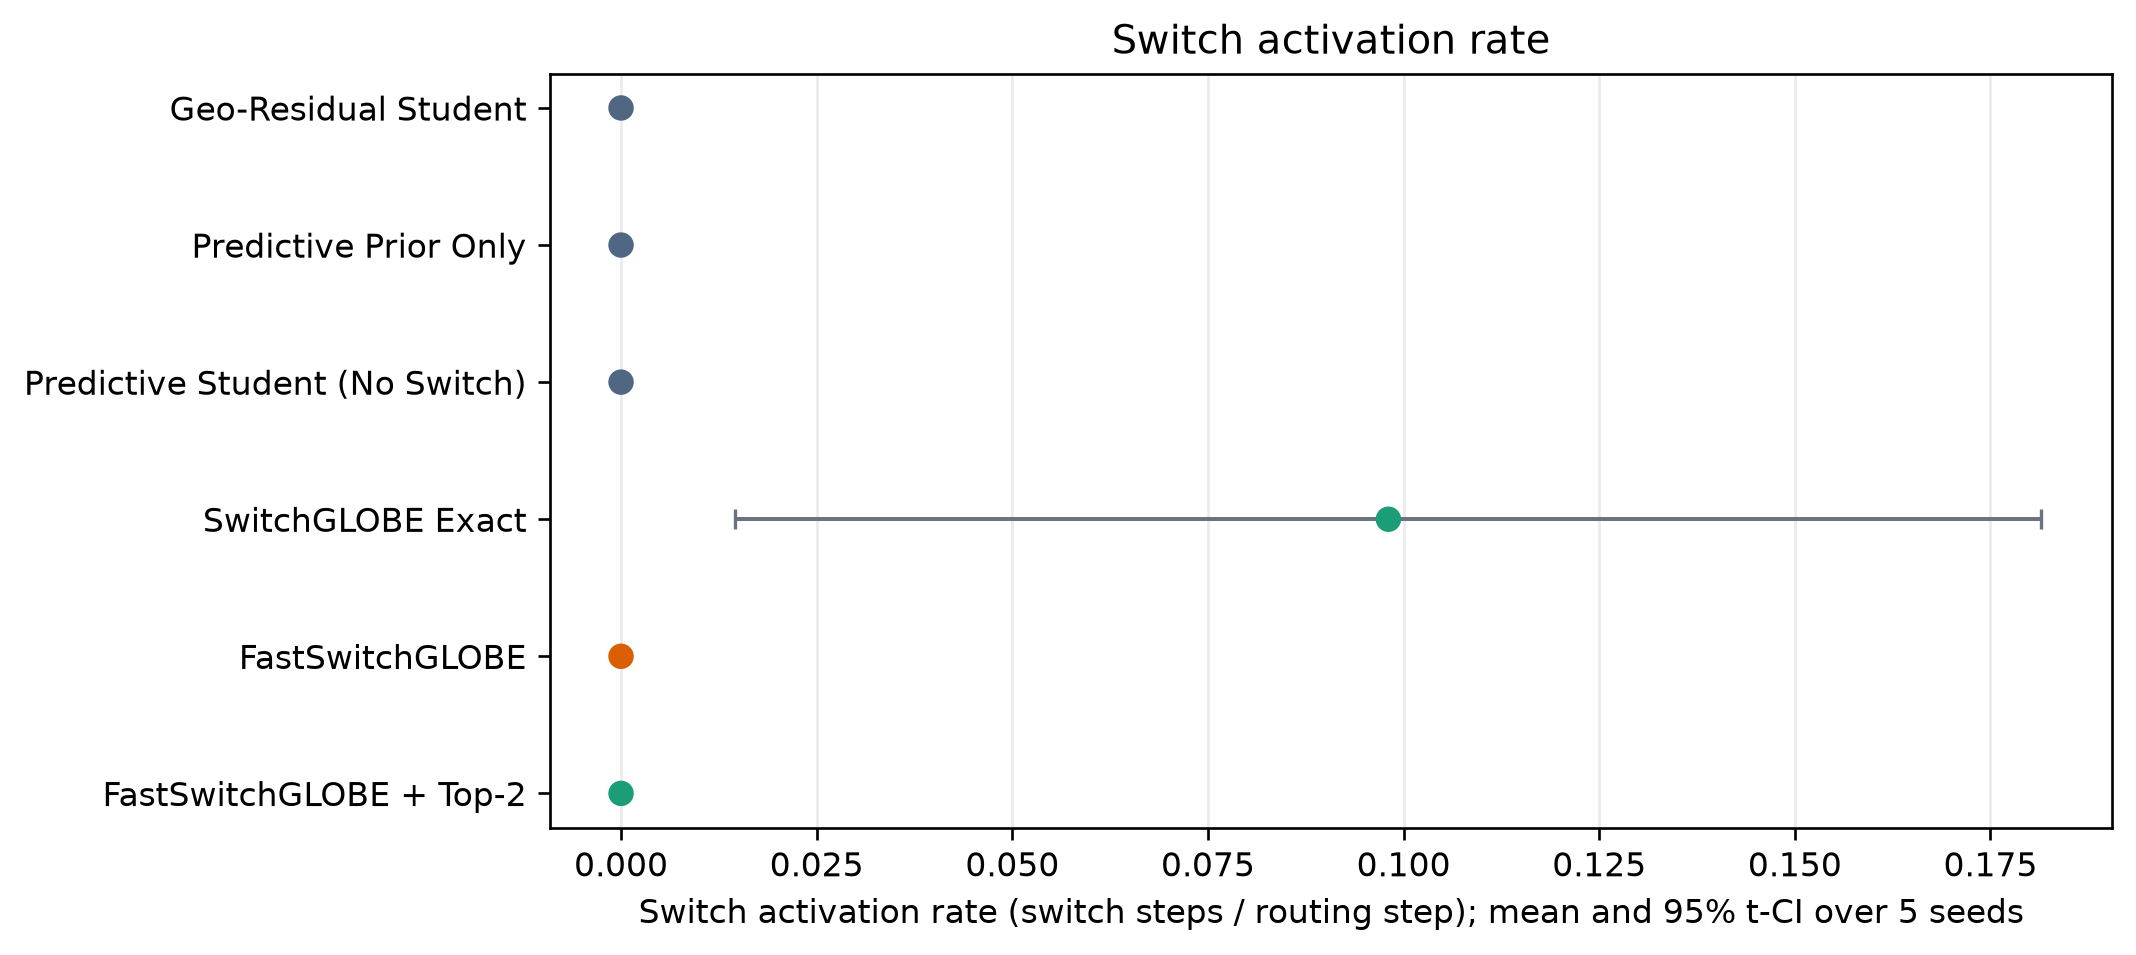 Switch activation rate
Geo-Residual Student
Predictive Prior Only
Predictive Student (No Switch)
SwitchGLOBE Exact
FastSwitchGLOBE
FastSwitchGLOBE + Top-2
0.000 0.025 0.050 0.075 0.100 0.125 0.150 0.175
Switch activation rate (switch steps / routing step); mean and 95% t-CI over 5 seeds